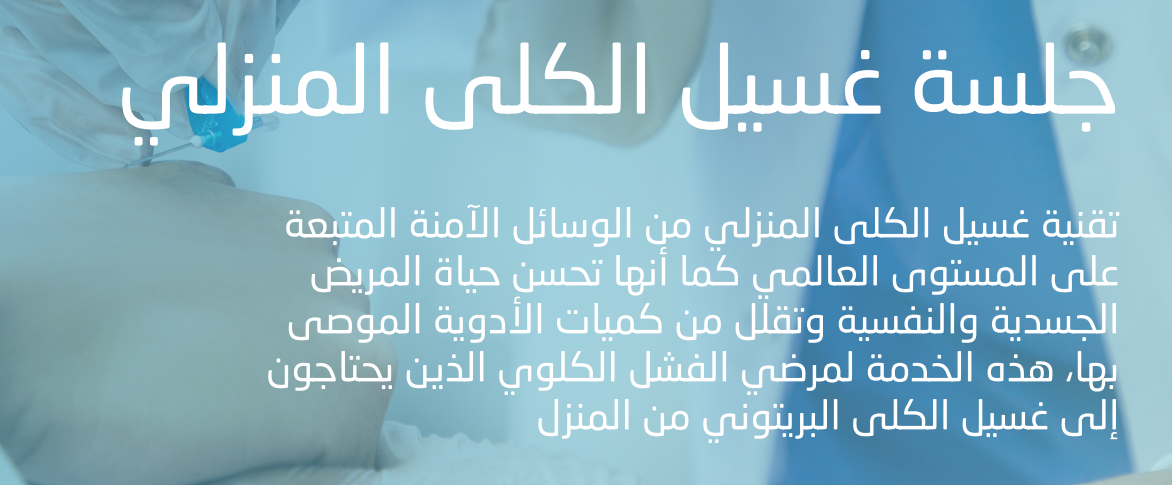 جلسة غسيل الكلى المنزلي
تقنية غسيل الكلى المنزلي من الوسائل الآمنة المتبعة
على المستوى العالمي كما أنها تحسن حياة المريض
الجسدية والنفسية وتقلل من كميات الأدوية الموصى
بها، هذه الخدمة لمرضي الفشل الكلوي الذين يحتاجون
إلى غسيل الكلى البريتوني من المنزل